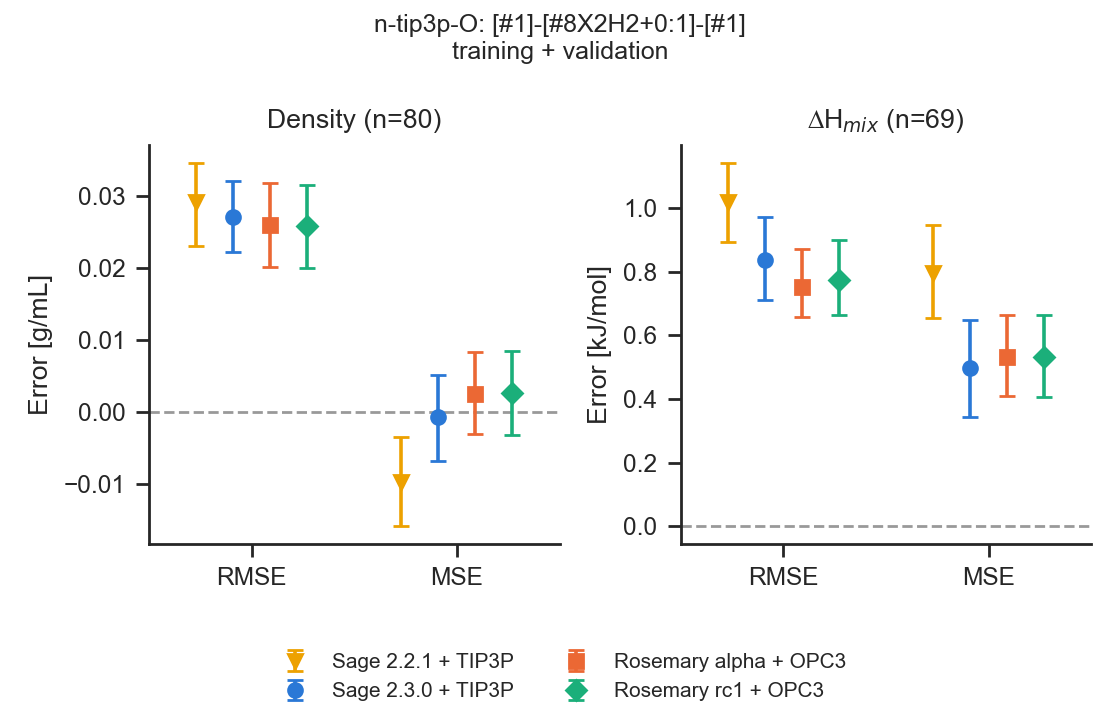 n-tip3p-O: [#1]-[#8X2H2+0:1]-[#1]
training + validation
Density (n=80)
Error [g/mL]
0.03
0.02
0.01
0.00
−0.01
RMSE
MSE
ΔH$_{mix}$ (n=69)
Error [kJ/mol]
1.0
0.8
0.6
0.4
0.2
0.0
RMSE
MSE
Sage 2.2.1 + TIP3P
Sage 2.3.0 + TIP3P
Rosemary alpha + OPC3
Rosemary rc1 + OPC3